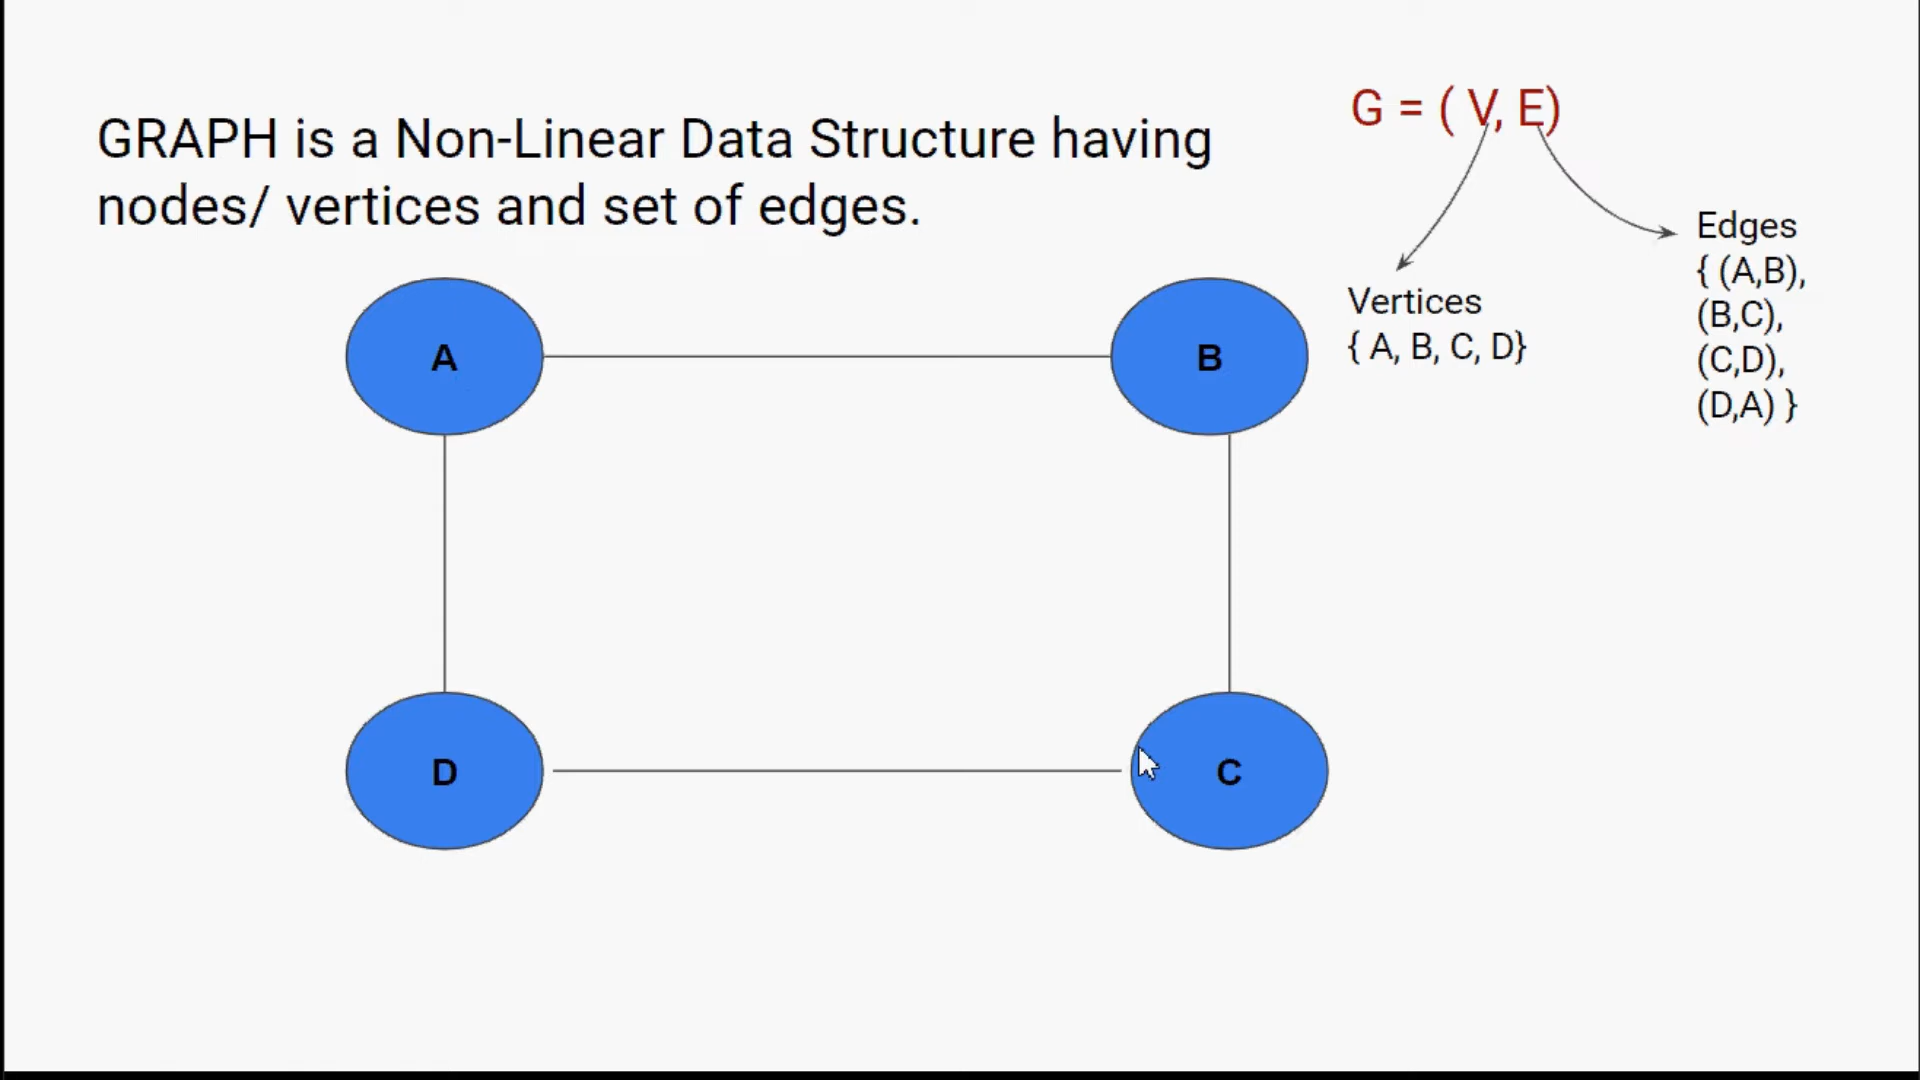 GRAPH is a Non-Linear Data Structure having
nodes/ vertices and set of edges.
G = ( V, E)
Vertices
{ A, B, C, D}
Edges
{ (A,B),
(B,C),
(C,D),
(D,A) }
A
B
D
C